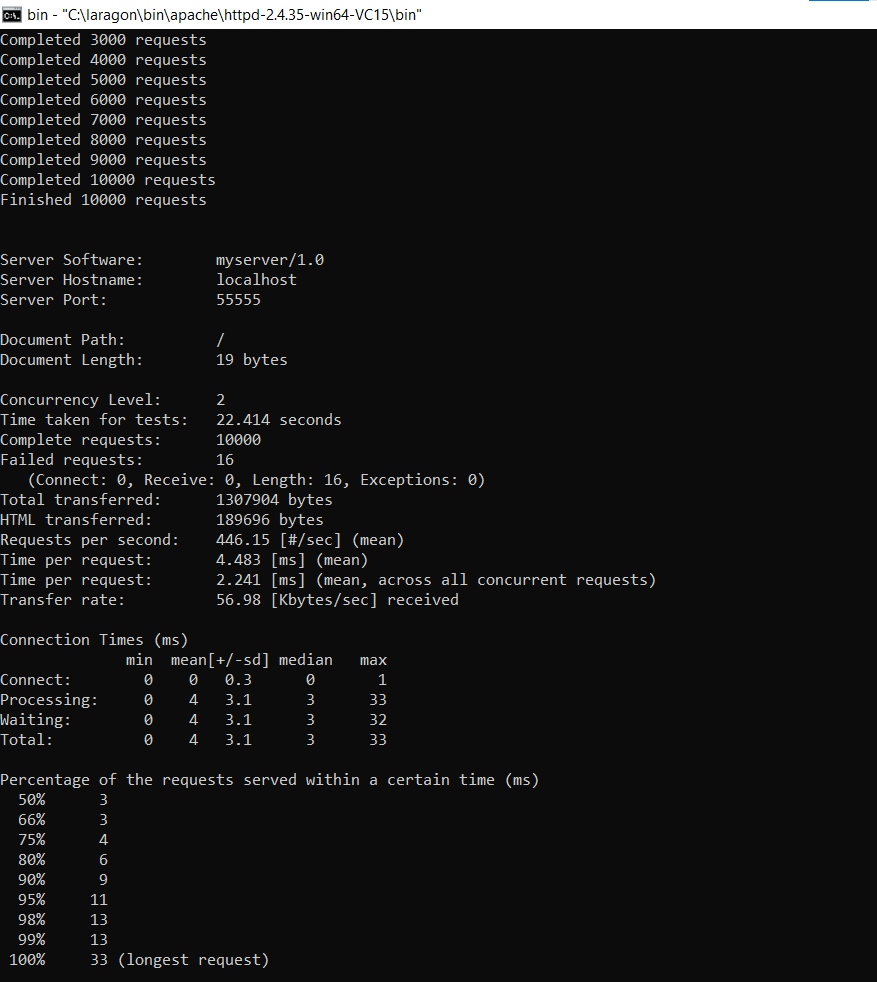 bin - "C:\laragon\bin\apache\httpd-2.4.35-win64-VC15\bin"
Completed 3000 requests
Completed 4000 requests
Completed 5000 requests
Completed 6000 requests
Completed 7000 requests
Completed 8000 requests
Completed 9000 requests
Completed 10000 requests
Finished 10000 requests
Server Software:        myserver/1.0
Server Hostname:        localhost
Server Port:            55555
Document Path:          /
Document Length:        19 bytes
Concurrency Level:      2
Time taken for tests:   22.414 seconds
Complete requests:      10000
Failed requests:        16
   (Connect: 0, Receive: 0, Length: 16, Exceptions: 0)
Total transferred:      1307904 bytes
HTML transferred:       189696 bytes
Requests per second:    446.15 [#/sec] (mean)
Time per request:       4.483 [ms] (mean)
Time per request:       2.241 [ms] (mean, across all concurrent requests)
Transfer rate:          56.98 [Kbytes/sec] received
Connection Times (ms)
              min  mean[+/-sd] median   max
Connect:        0    0   0.3      0       1
Processing:     0    4   3.1      3      33
Waiting:        0    4   3.1      3      32
Total:          0    4   3.1      3      33
Percentage of the requests served within a certain time (ms)
  50%      3
  66%      3
  75%      4
  80%      6
  90%      9
  95%     11
  98%     13
  99%     13
 100%     33 (longest request)